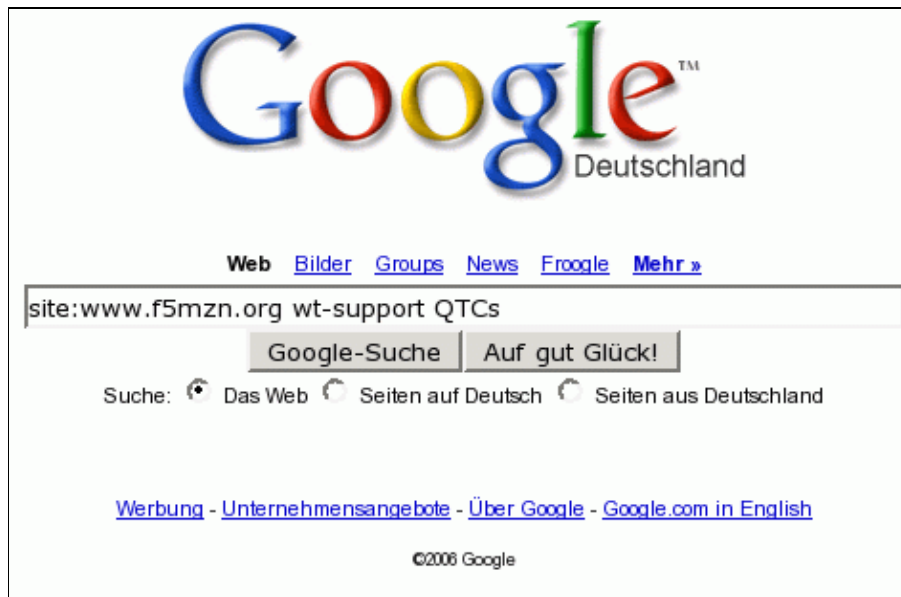 Google™
Deutschland
Web Bilder Groups News Froogle Mehr »
site:www.f5mzn.org wt-support QTCs
Google-Suche Auf gut Glück!
Suche: Das Web Seiten auf Deutsch Seiten aus Deutschland
Werbung - Unternehmensangebote - Über Google - Google.com in English
©2006 Google